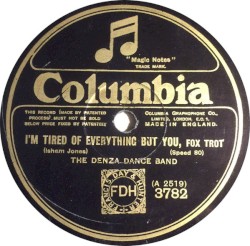 "Magic Notes"
TRADE MARK.
Columbia
THIS RECORD (MADE BY PATENTED
PROCESS) MUST NOT BE SOLD
BELOW PRICE FIXED BY PATENTEES
COLUMBIA GRAPHOPHONE CO.
LIMITED, LONDON. E.C.1.
MADE IN ENGLAND.
I'M TIRED OF EVERYTHING BUT YOU, FOX TROT
(Isham Jones)
(Speed 80)
THE DENZA DANCE BAND
(A 2519)
3782
FDH